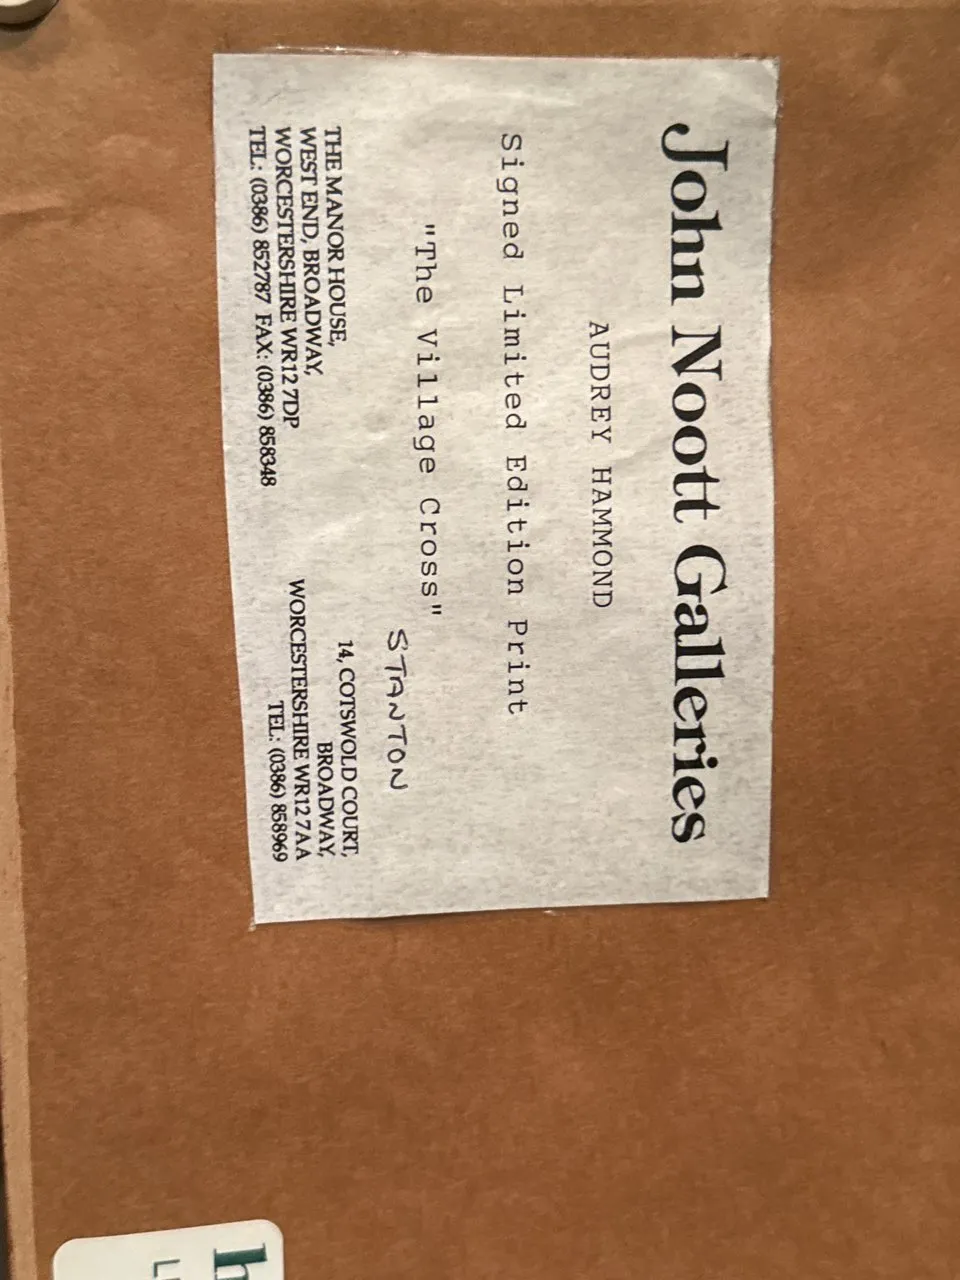 John Noott Galleries
AUDREY HAMMOND
Signed Limited Edition Print
"The Village Cross"
STANTON
THE MANOR HOUSE,
WEST END, BROADWAY,
WORCESTERSHIRE WR12 7DP
TEL: (0386) 852787 FAX: (0386) 858348
14, COTSWOLD COURT,
BROADWAY,
WORCESTERSHIRE WR12 7AA
TEL: (0386) 858969